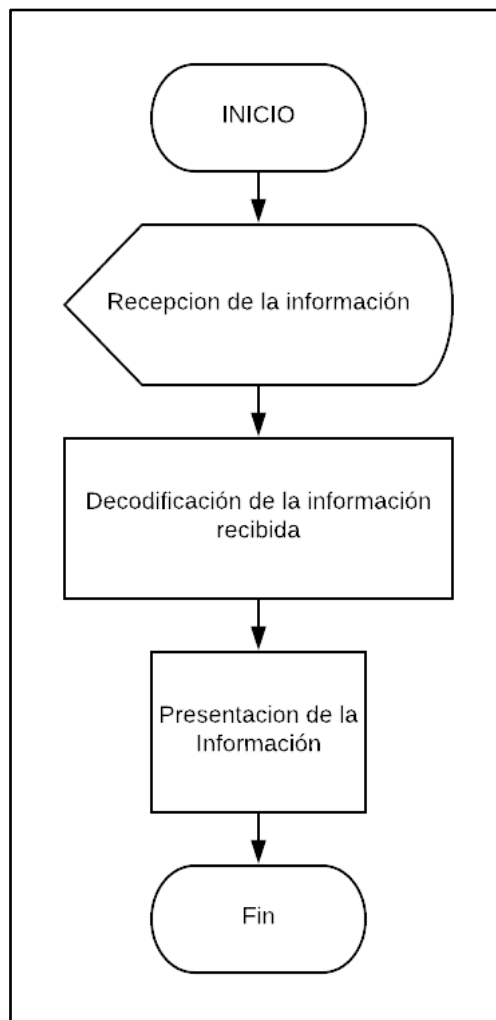 INICIO
Recepcion de la información
Decodificación de la información
recibida
Presentacion de la
Información
Fin